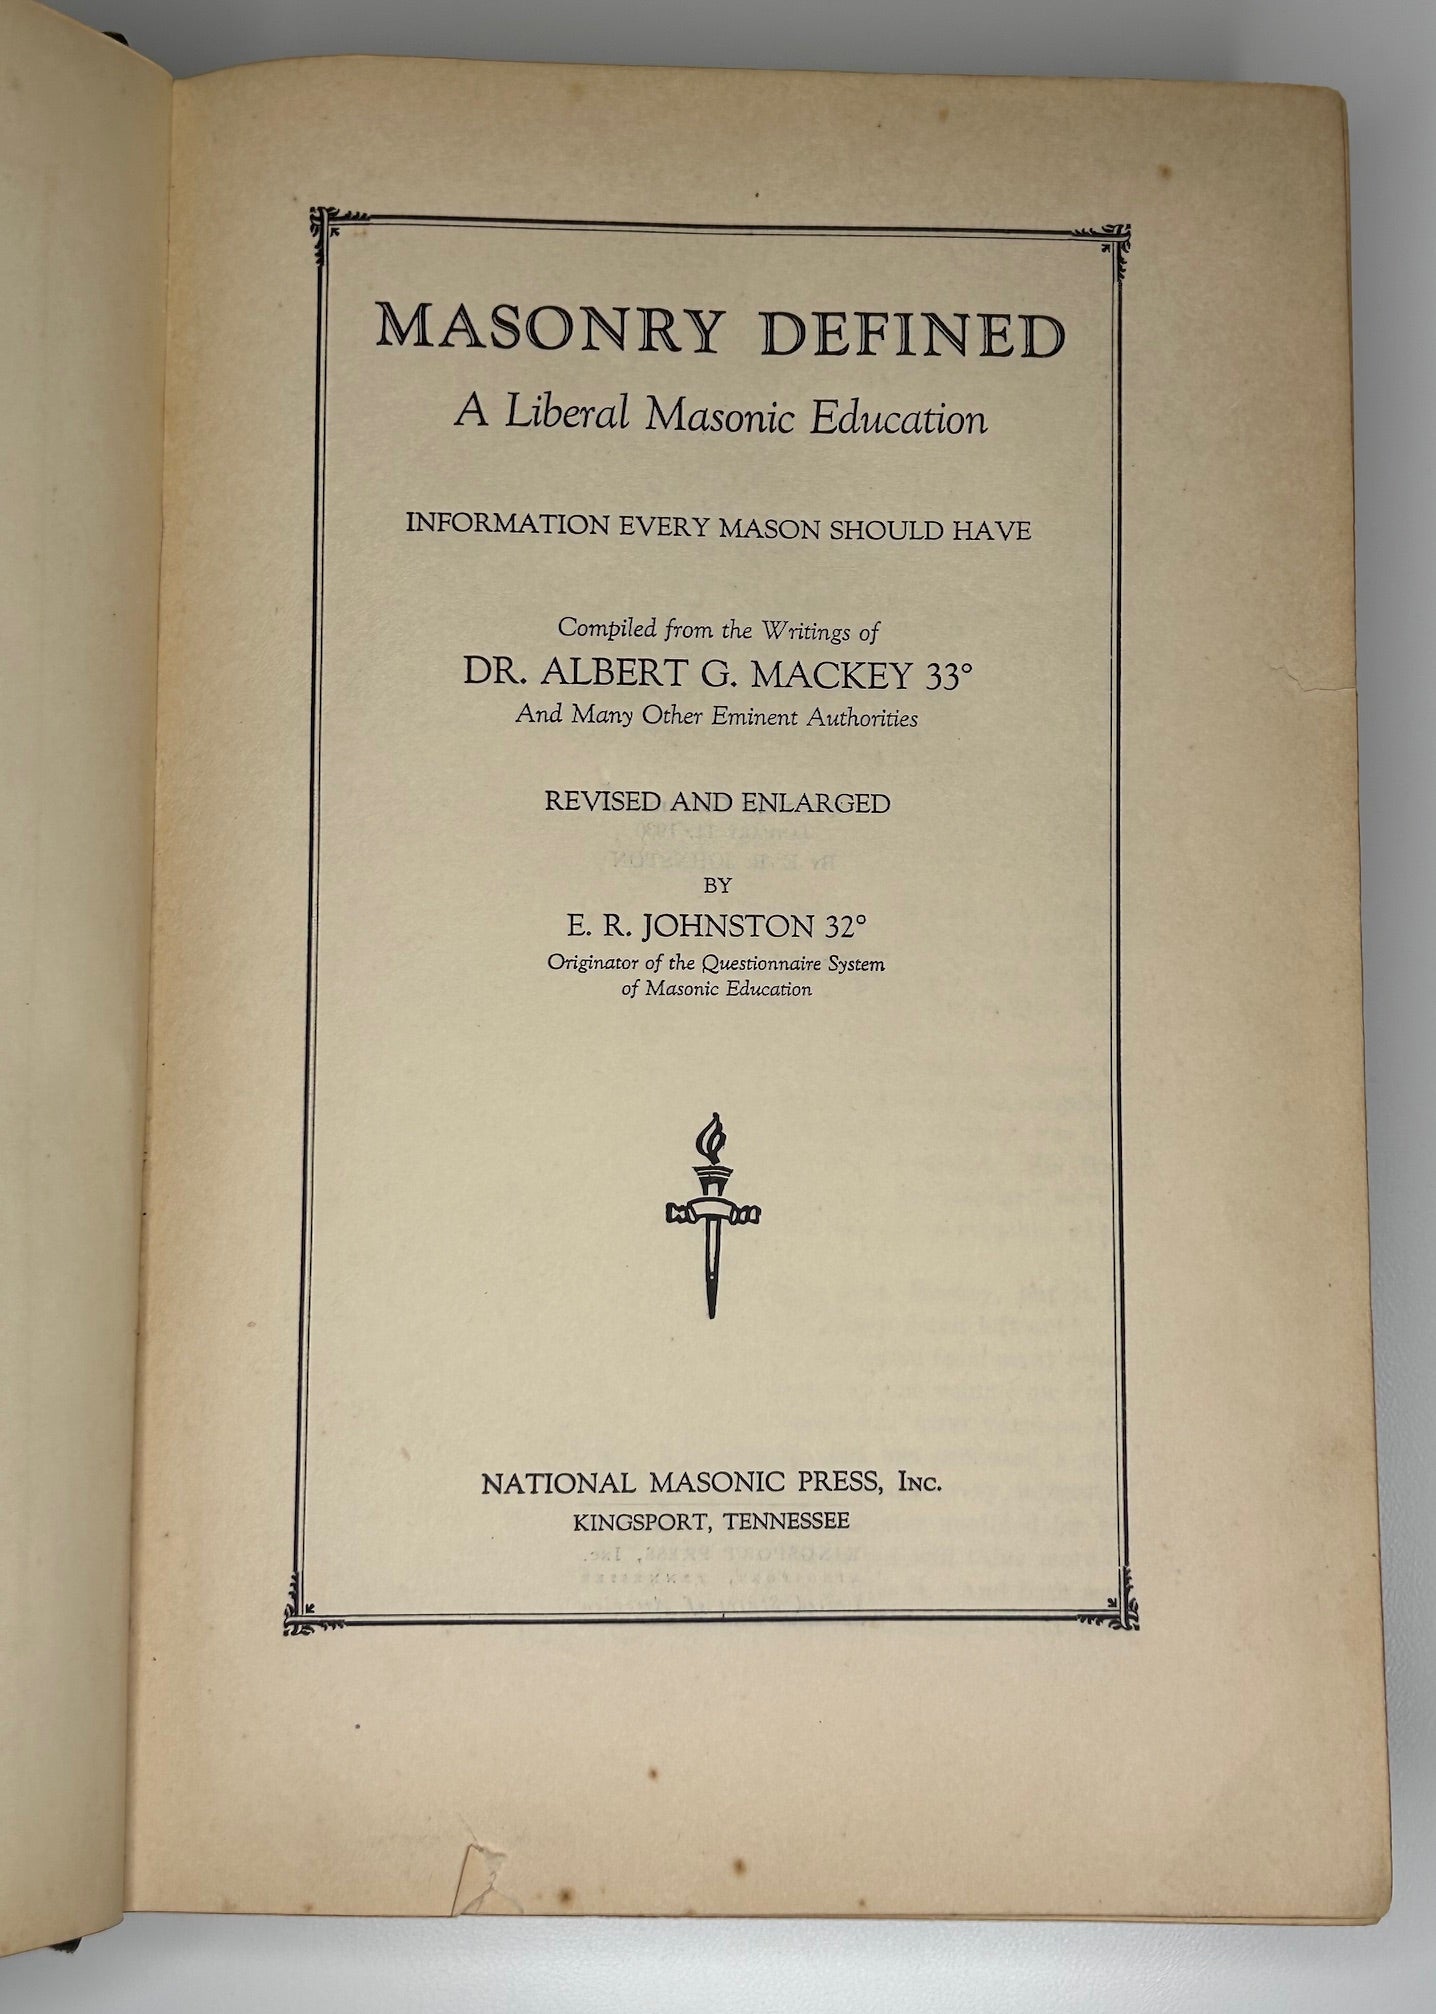 MASONRY DEFINED
A Liberal Masonic Education
INFORMATION EVERY MASON SHOULD HAVE
Compiled from the Writings of
DR. ALBERT G. MACKEY 33°
And Many Other Eminent Authorities
REVISED AND ENLARGED
BY
E. R. JOHNSTON 32°
Originator of the Questionnaire System
of Masonic Education
NATIONAL MASONIC PRESS, INC.
KINGSPORT, TENNESSEE